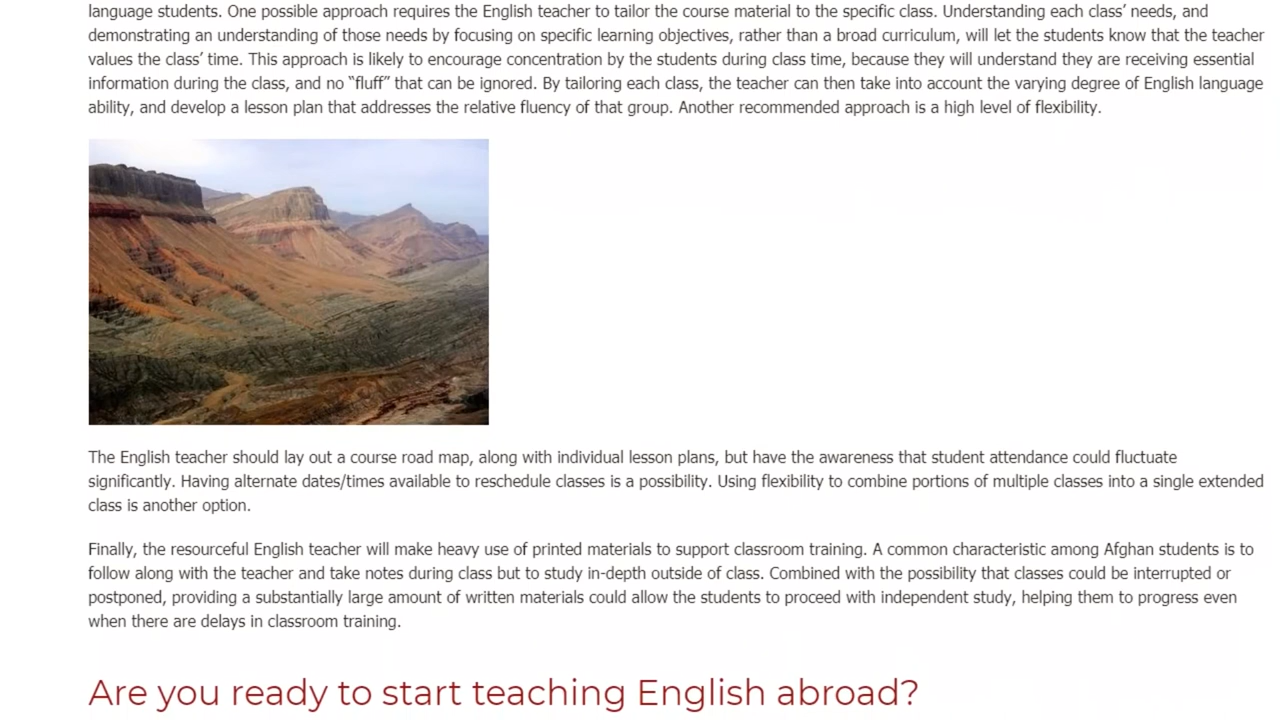 language students. One possible approach requires the English teacher to tailor the course material to the specific class. Understanding each class’ needs, and
demonstrating an understanding of those needs by focusing on specific learning objectives, rather than a broad curriculum, will let the students know that the teacher
values the class’ time. This approach is likely to encourage concentration by the students during class time, because they will understand they are receiving essential
information during the class, and no “fluff” that can be ignored. By tailoring each class, the teacher can then take into account the varying degree of English language
ability, and develop a lesson plan that addresses the relative fluency of that group. Another recommended approach is a high level of flexibility.
The English teacher should lay out a course road map, along with individual lesson plans, but have the awareness that student attendance could fluctuate
significantly. Having alternate dates/times available to reschedule classes is a possibility. Using flexibility to combine portions of multiple classes into a single extended
class is another option.
Finally, the resourceful English teacher will make heavy use of printed materials to support classroom training. A common characteristic among Afghan students is to
follow along with the teacher and take notes during class but to study in-depth outside of class. Combined with the possibility that classes could be interrupted or
postponed, providing a substantially large amount of written materials could allow the students to proceed with independent study, helping them to progress even
when there are delays in classroom training.
Are you ready to start teaching English abroad?